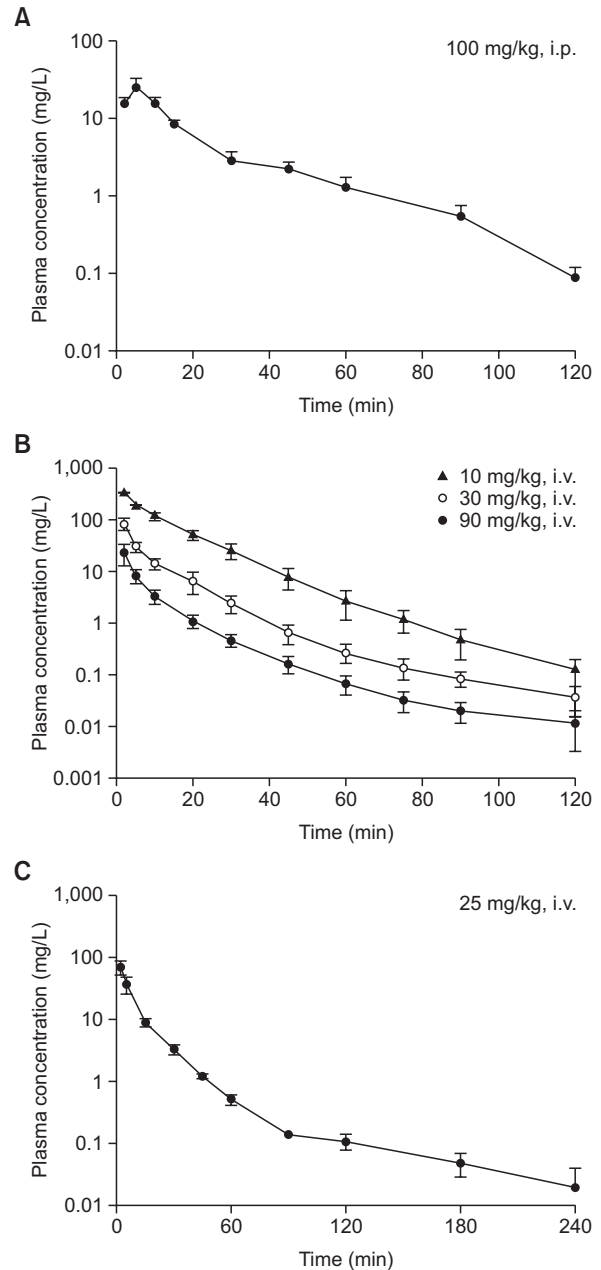 A
100 mg/kg, i.p.
Plasma concentration (mg/L)
100
10
1
0.1
0.01
0 20 40 60 80 100 120
Time (min)
B
10 mg/kg, i.v.
30 mg/kg, i.v.
90 mg/kg, i.v.
Plasma concentration (mg/L)
1,000
100
10
1
0.1
0.01
0.001
0 20 40 60 80 100 120
Time (min)
C
25 mg/kg, i.v.
Plasma concentration (mg/L)
1,000
100
10
1
0.1
0.01
0 60 120 180 240
Time (min)